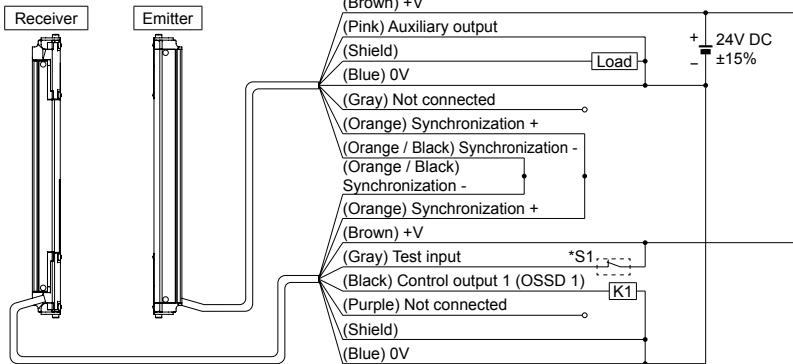 Receiver
Emitter
(Brown) +V
(Pink) Auxiliary output
(Shield)
(Blue) 0V
(Gray) Not connected
(Orange) Synchronization +
(Orange / Black) Synchronization -
(Orange / Black)
Synchronization -
(Orange) Synchronization +
(Brown) +V
(Gray) Test input
(Black) Control output 1 (OSSD 1)
(Purple) Not connected
(Shield)
(Blue) 0V
Load
+
24V DC
−
±15%
*S1
K1